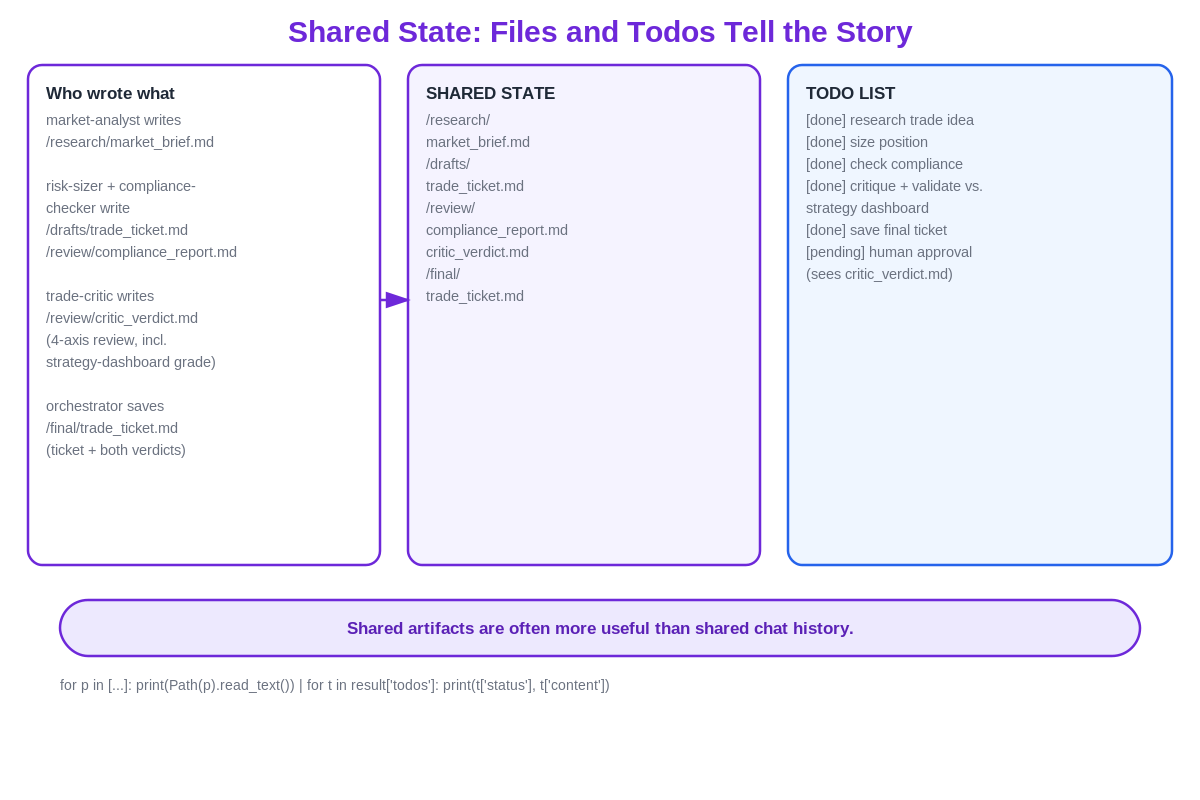 Shared State: Files and Todos Tell the Story
Who wrote what
market-analyst writes
/research/market_brief.md
risk-sizer + compliance-
checker write
/drafts/trade_ticket.md
/review/compliance_report.md
trade-critic writes
/review/critic_verdict.md
(4-axis review, incl.
strategy-dashboard grade)
orchestrator saves
/final/trade_ticket.md
(ticket + both verdicts)
SHARED STATE
/research/
market_brief.md
/drafts/
trade_ticket.md
/review/
compliance_report.md
critic_verdict.md
/final/
trade_ticket.md
TODO LIST
[done] research trade idea
[done] size position
[done] check compliance
[done] critique + validate vs.
strategy dashboard
[done] save final ticket
[pending] human approval
(sees critic_verdict.md)
Shared artifacts are often more useful than shared chat history.
for p in [...]: print(Path(p).read_text()) | for t in result['todos']: print(t['status'], t['content'])